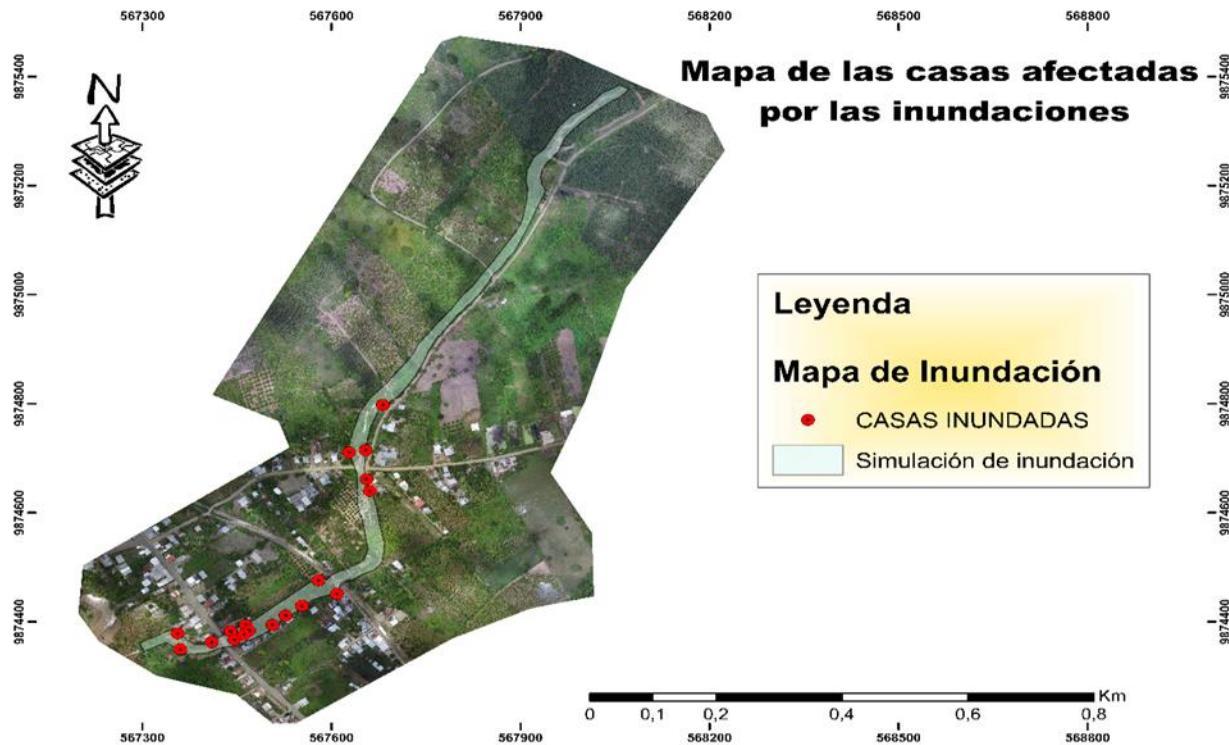 567300 567600 567900 568200 568500 568800
Mapa de las casas afectadas
por las inundaciones
N
9875400 9875400
9875200 9875200
9875000 9875000
9874800 9874800
9874600 9874600
9874400 9874400
Leyenda
Mapa de Inundación
CASAS INUNDADAS
Simulación de inundación
Km
0 0,1 0,2 0,4 0,6 0,8
567300 567600 567900 568200 568500 568800